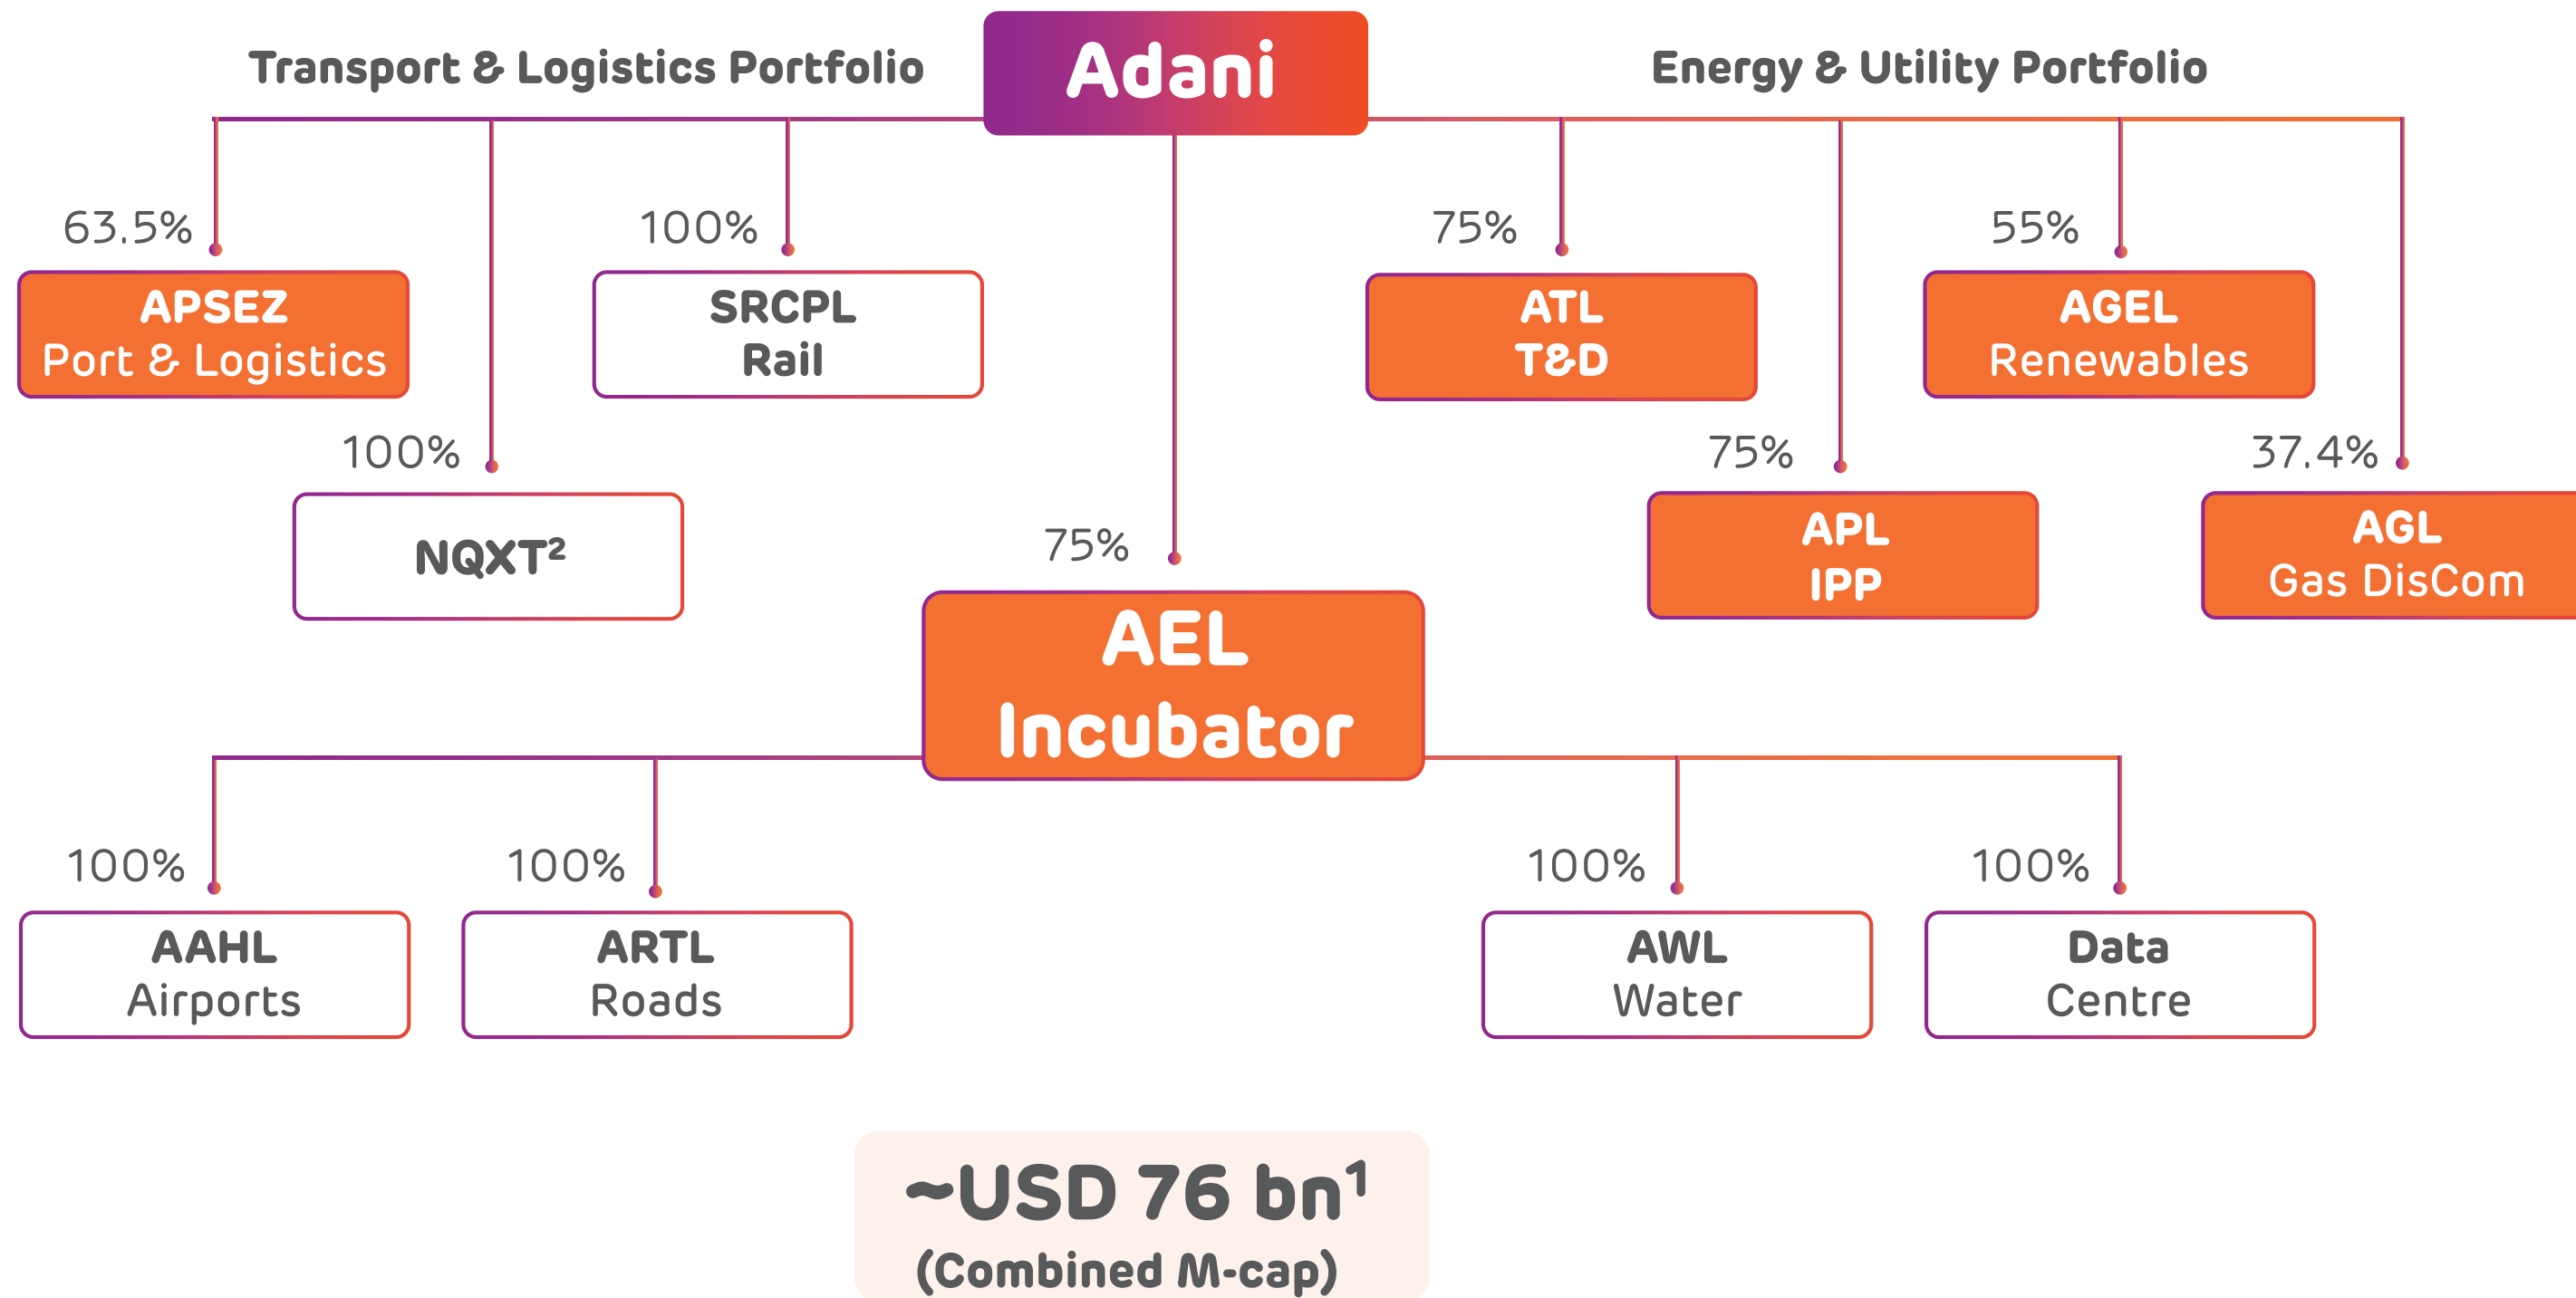 Adani
Transport & Logistics Portfolio
Energy & Utility Portfolio
63.5%
APSEZ
Port & Logistics
100%
NQXT²
100%
SRCPL
Rail
75%
ATL
T&D
75%
APL
IPP
55%
AGEL
Renewables
37.4%
AGL
Gas DisCom
75%
AEL
Incubator
100%
AAHL
Airports
100%
ARTL
Roads
100%
AWL
Water
100%
Data
Centre
~USD 76 bn¹
(Combined M-cap)